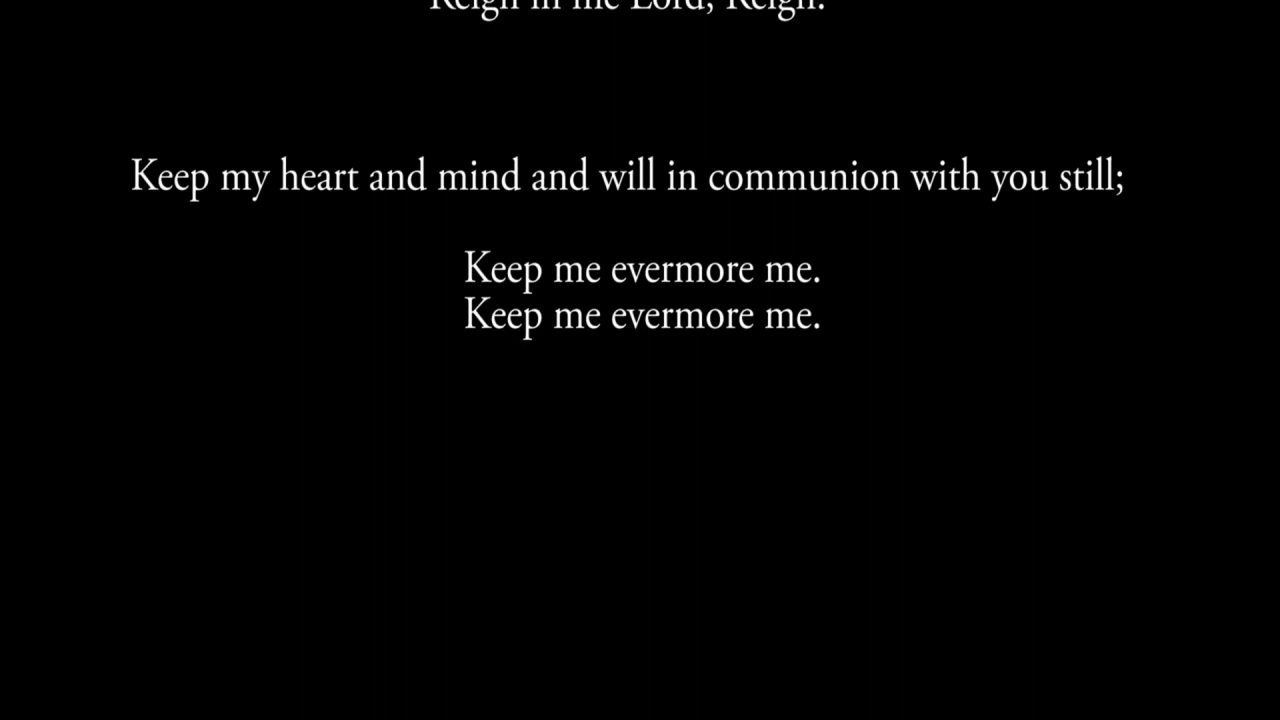 Reign in me Lord, Reign.
Keep my heart and mind and will in communion with you still;
Keep me evermore me.
Keep me evermore me.